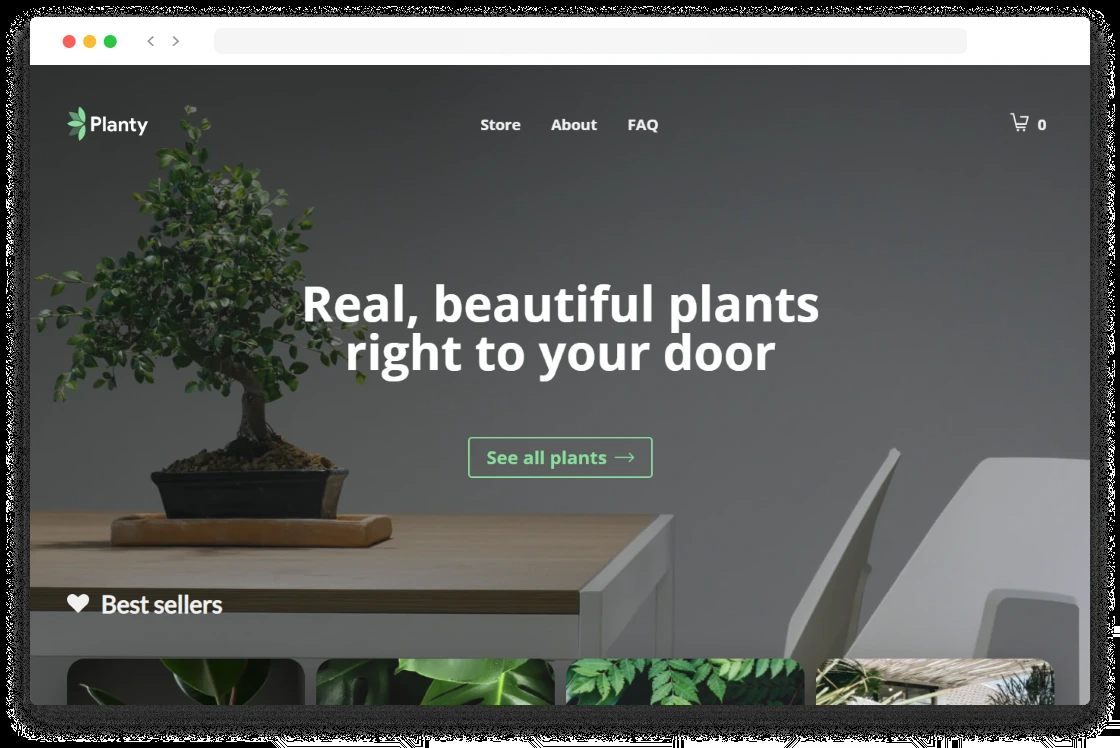 Planty
Store About FAQ
0
Real, beautiful plants
right to your door
See all plants →
Best sellers